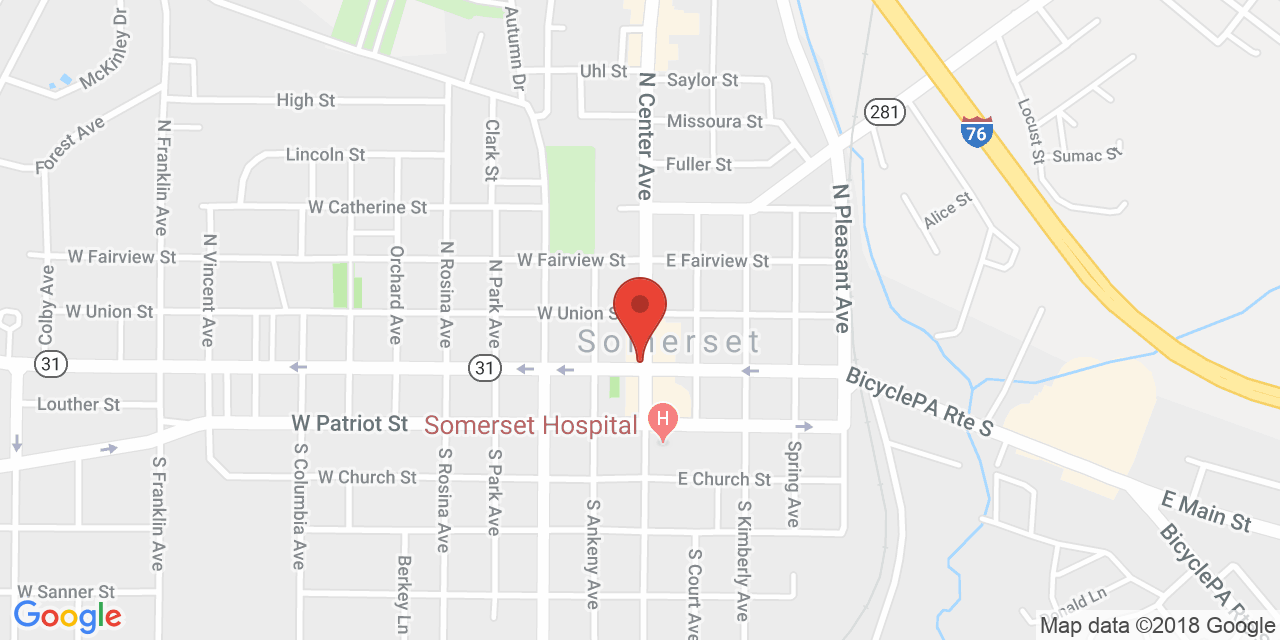 McKinley Dr
Autumn Dr
Uhl St
N Center Ave
Saylor St
High St
Missoura St
281
76
Locust St
Forest Ave
N Franklin Ave
Clark St
Lincoln St
Fuller St
Sumac St
W Catherine St
N Pleasant Ave
Alice St
W Fairview St
N Vincent Ave
Orchard Ave
N Rosina Ave
N Park Ave
W Fairview St
E Fairview St
Colby Ave
W Union St
W Union S
Somerset
31
31
BicyclePA Rte S
Louther St
W Patriot St
Somerset Hospital
H
S Franklin Ave
S Columbia Ave
S Rosina Ave
S Park Ave
W Church St
E Church St
Spring Ave
S Ankeny Ave
S Kimberly Ave
E Main St
BicyclePA Rte
Berkey Ln
S Court Ave
W Sanner St
Donald Ln
Google
Map data ©2018 Google